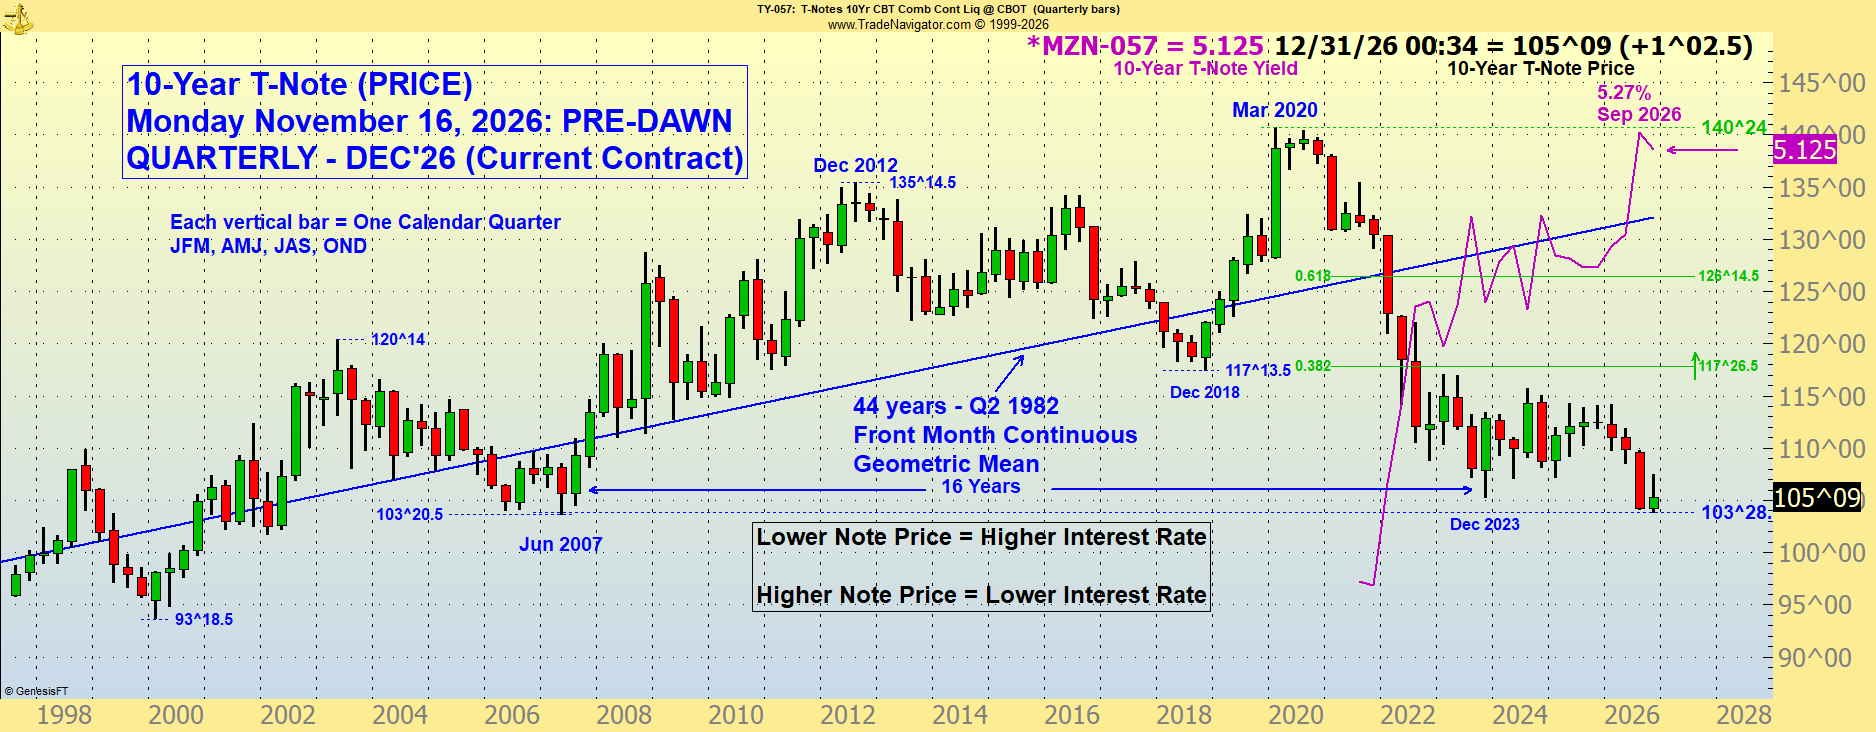 TY-057: T-Notes 10Yr CBT Comb Cont Liq @ CBOT (Quarterly bars)
www.TradeNavigator.com © 1999-2026
*MZN-057 = 5.125 12/31/26 00:34 = 105^09 (+1^02.5)
10-Year T-Note Yield
10-Year T-Note Price
10-Year T-Note (PRICE)
Monday November 16, 2026: PRE-DAWN
QUARTERLY - DEC'26 (Current Contract)
Each vertical bar = One Calendar Quarter
JFM, AMJ, JAS, OND
5.27%
Sep 2026
Mar 2020
140^24
Dec 2012
135^14.5
0.618
126^14.5
120^14
117^13.5
0.382
117^26.5
Dec 2018
44 years - Q2 1982
Front Month Continuous
Geometric Mean
16 Years
103^20.5
Jun 2007
103^28.
Dec 2023
Lower Note Price = Higher Interest Rate
Higher Note Price = Lower Interest Rate
93^18.5
145^00
140^00
5.125
135^00
130^00
125^00
120^00
115^00
110^00
105^09
100^00
95^00
90^00
© GenesisFT
1998 2000 2002 2004 2006 2008 2010 2012 2014 2016 2018 2020 2022 2024 2026 2028